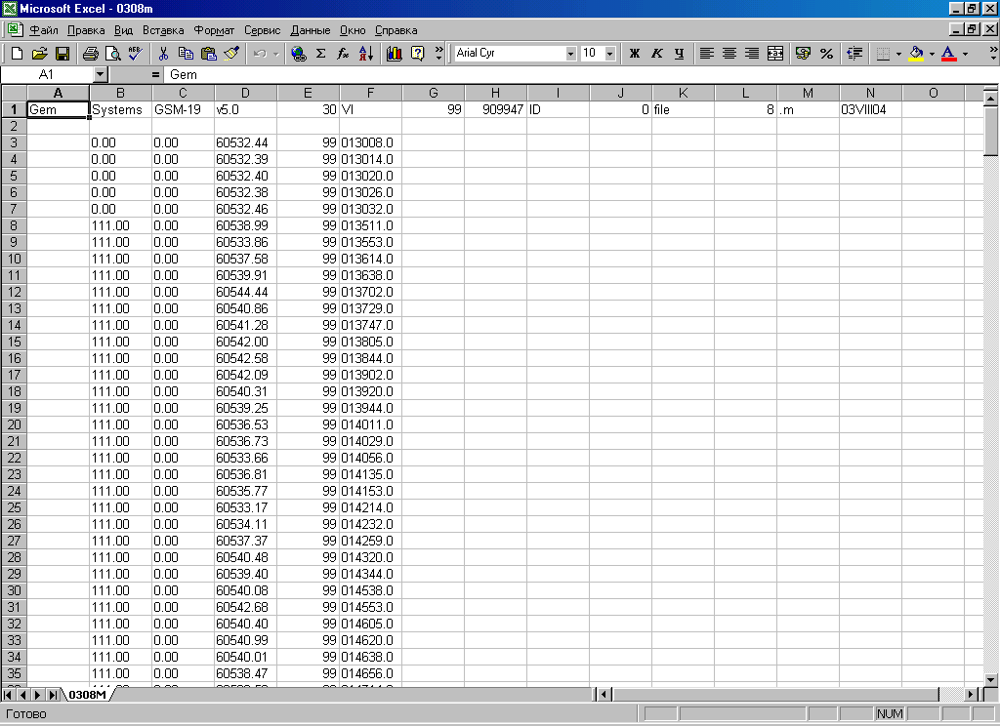 Microsoft Excel - 0308m
Файл Правка Вид Вставка Формат Сервис Данные Окно Справка
Arial Cyr 10 Ж К Ч
A1 = Gem
A B C D E F G H I J K L M N O
1 Gem Systems GSM-19 v5.0 30 VI 99 909947 ID 0 file 8 .m 03VIII04
2
3 0.00 0.00 60532.44 99 013008.0
4 0.00 0.00 60532.39 99 013014.0
5 0.00 0.00 60532.40 99 013020.0
6 0.00 0.00 60532.38 99 013026.0
7 0.00 0.00 60532.46 99 013032.0
8 111.00 0.00 60538.99 99 013511.0
9 111.00 0.00 60533.86 99 013553.0
10 111.00 0.00 60537.58 99 013614.0
11 111.00 0.00 60539.91 99 013638.0
12 111.00 0.00 60544.44 99 013702.0
13 111.00 0.00 60540.86 99 013729.0
14 111.00 0.00 60541.28 99 013747.0
15 111.00 0.00 60542.00 99 013805.0
16 111.00 0.00 60542.58 99 013844.0
17 111.00 0.00 60542.09 99 013902.0
18 111.00 0.00 60540.31 99 013920.0
19 111.00 0.00 60539.25 99 013944.0
20 111.00 0.00 60536.53 99 014011.0
21 111.00 0.00 60536.73 99 014029.0
22 111.00 0.00 60533.66 99 014056.0
23 111.00 0.00 60536.81 99 014135.0
24 111.00 0.00 60535.77 99 014153.0
25 111.00 0.00 60533.17 99 014214.0
26 111.00 0.00 60534.11 99 014232.0
27 111.00 0.00 60537.37 99 014259.0
28 111.00 0.00 60540.48 99 014320.0
29 111.00 0.00 60539.40 99 014344.0
30 111.00 0.00 60540.08 99 014538.0
31 111.00 0.00 60542.68 99 014553.0
32 111.00 0.00 60540.40 99 014605.0
33 111.00 0.00 60540.99 99 014620.0
34 111.00 0.00 60540.01 99 014638.0
35 111.00 0.00 60538.47 99 014656.0
0308M
Готово NUM